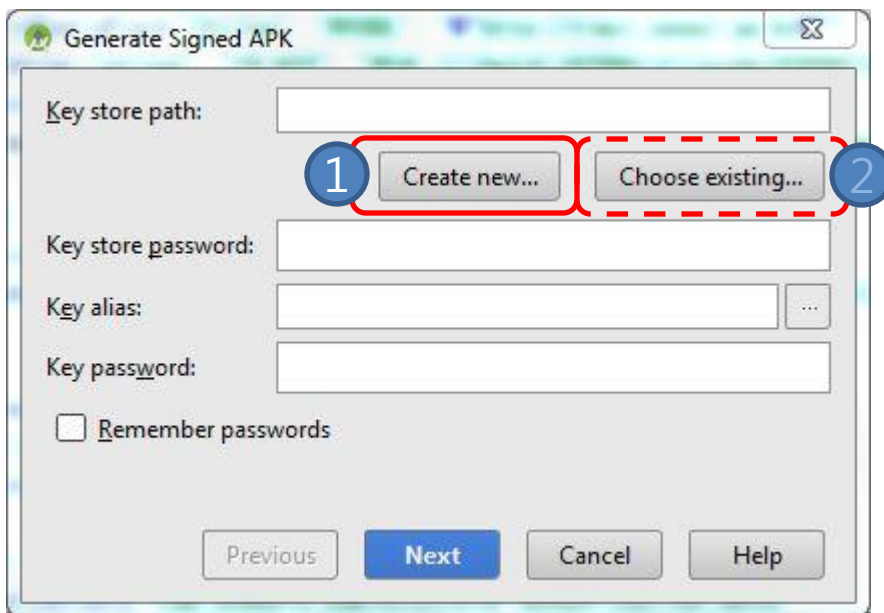 Generate Signed APK
Key store path:
1 Create new... Choose existing... 2
Key store password:
Key alias: ...
Key password:
Remember passwords
Previous Next Cancel Help